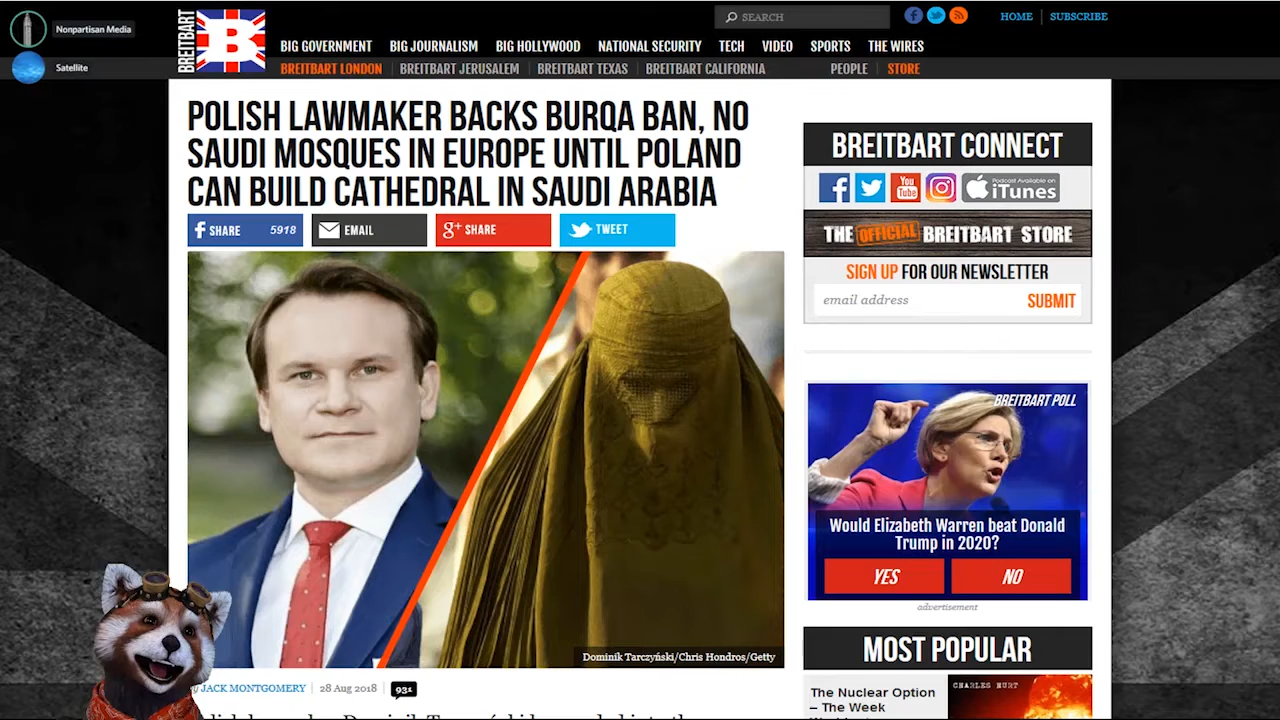 Nonpartisan Media
Satellite
BREITBART
B
SEARCH
HOME
SUBSCRIBE
BIG GOVERNMENT BIG JOURNALISM BIG HOLLYWOOD NATIONAL SECURITY TECH VIDEO SPORTS THE WIRES
BREITBART LONDON BREITBART JERUSALEM BREITBART TEXAS BREITBART CALIFORNIA PEOPLE STORE
POLISH LAWMAKER BACKS BURQA BAN, NO
SAUDI MOSQUES IN EUROPE UNTIL POLAND
CAN BUILD CATHEDRAL IN SAUDI ARABIA
SHARE 5918 EMAIL SHARE TWEET
Dominik Tarczyński/Chris Hondros/Getty
JACK MONTGOMERY 28 Aug 2018 931
BREITBART CONNECT
You
Tube
Podcast Available on
iTunes
THE OFFICIAL BREITBART STORE
SIGN UP FOR OUR NEWSLETTER
email address SUBMIT
BREITBART POLL
Would Elizabeth Warren beat Donald
Trump in 2020?
YES NO
advertisement
MOST POPULAR
The Nuclear Option
– The Week
CHARLES HURT